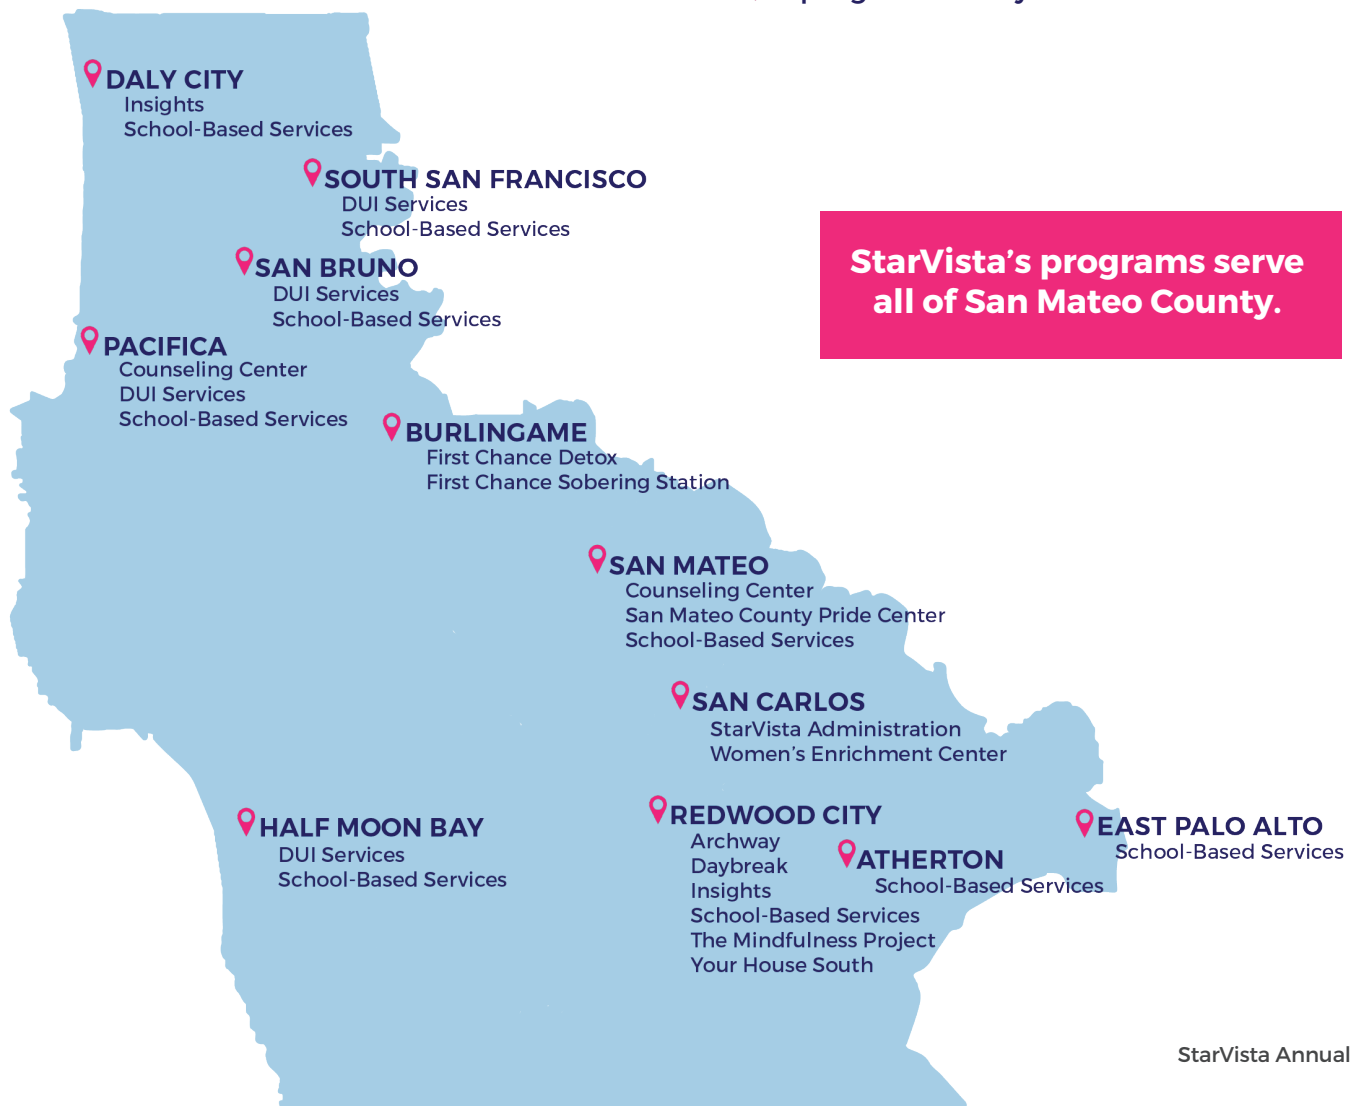 DALY CITY
Insights
School-Based Services
SOUTH SAN FRANCISCO
DUI Services
School-Based Services
StarVista's programs serve
all of San Mateo County.
SAN BRUNO
DUI Services
School-Based Services
PACIFICA
Counseling Center
DUI Services
School-Based Services
BURLINGAME
First Chance Detox
First Chance Sobering Station
SAN MATEO
Counseling Center
San Mateo County Pride Center
School-Based Services
SAN CARLOS
StarVista Administration
Women's Enrichment Center
HALF MOON BAY
DUI Services
School-Based Services
REDWOOD CITY
Archway
Daybreak
Insights
School-Based Services
The Mindfulness Project
Your House South
ATHERTON
School-Based Services
EAST PALO ALTO
School-Based Services
StarVista Annual